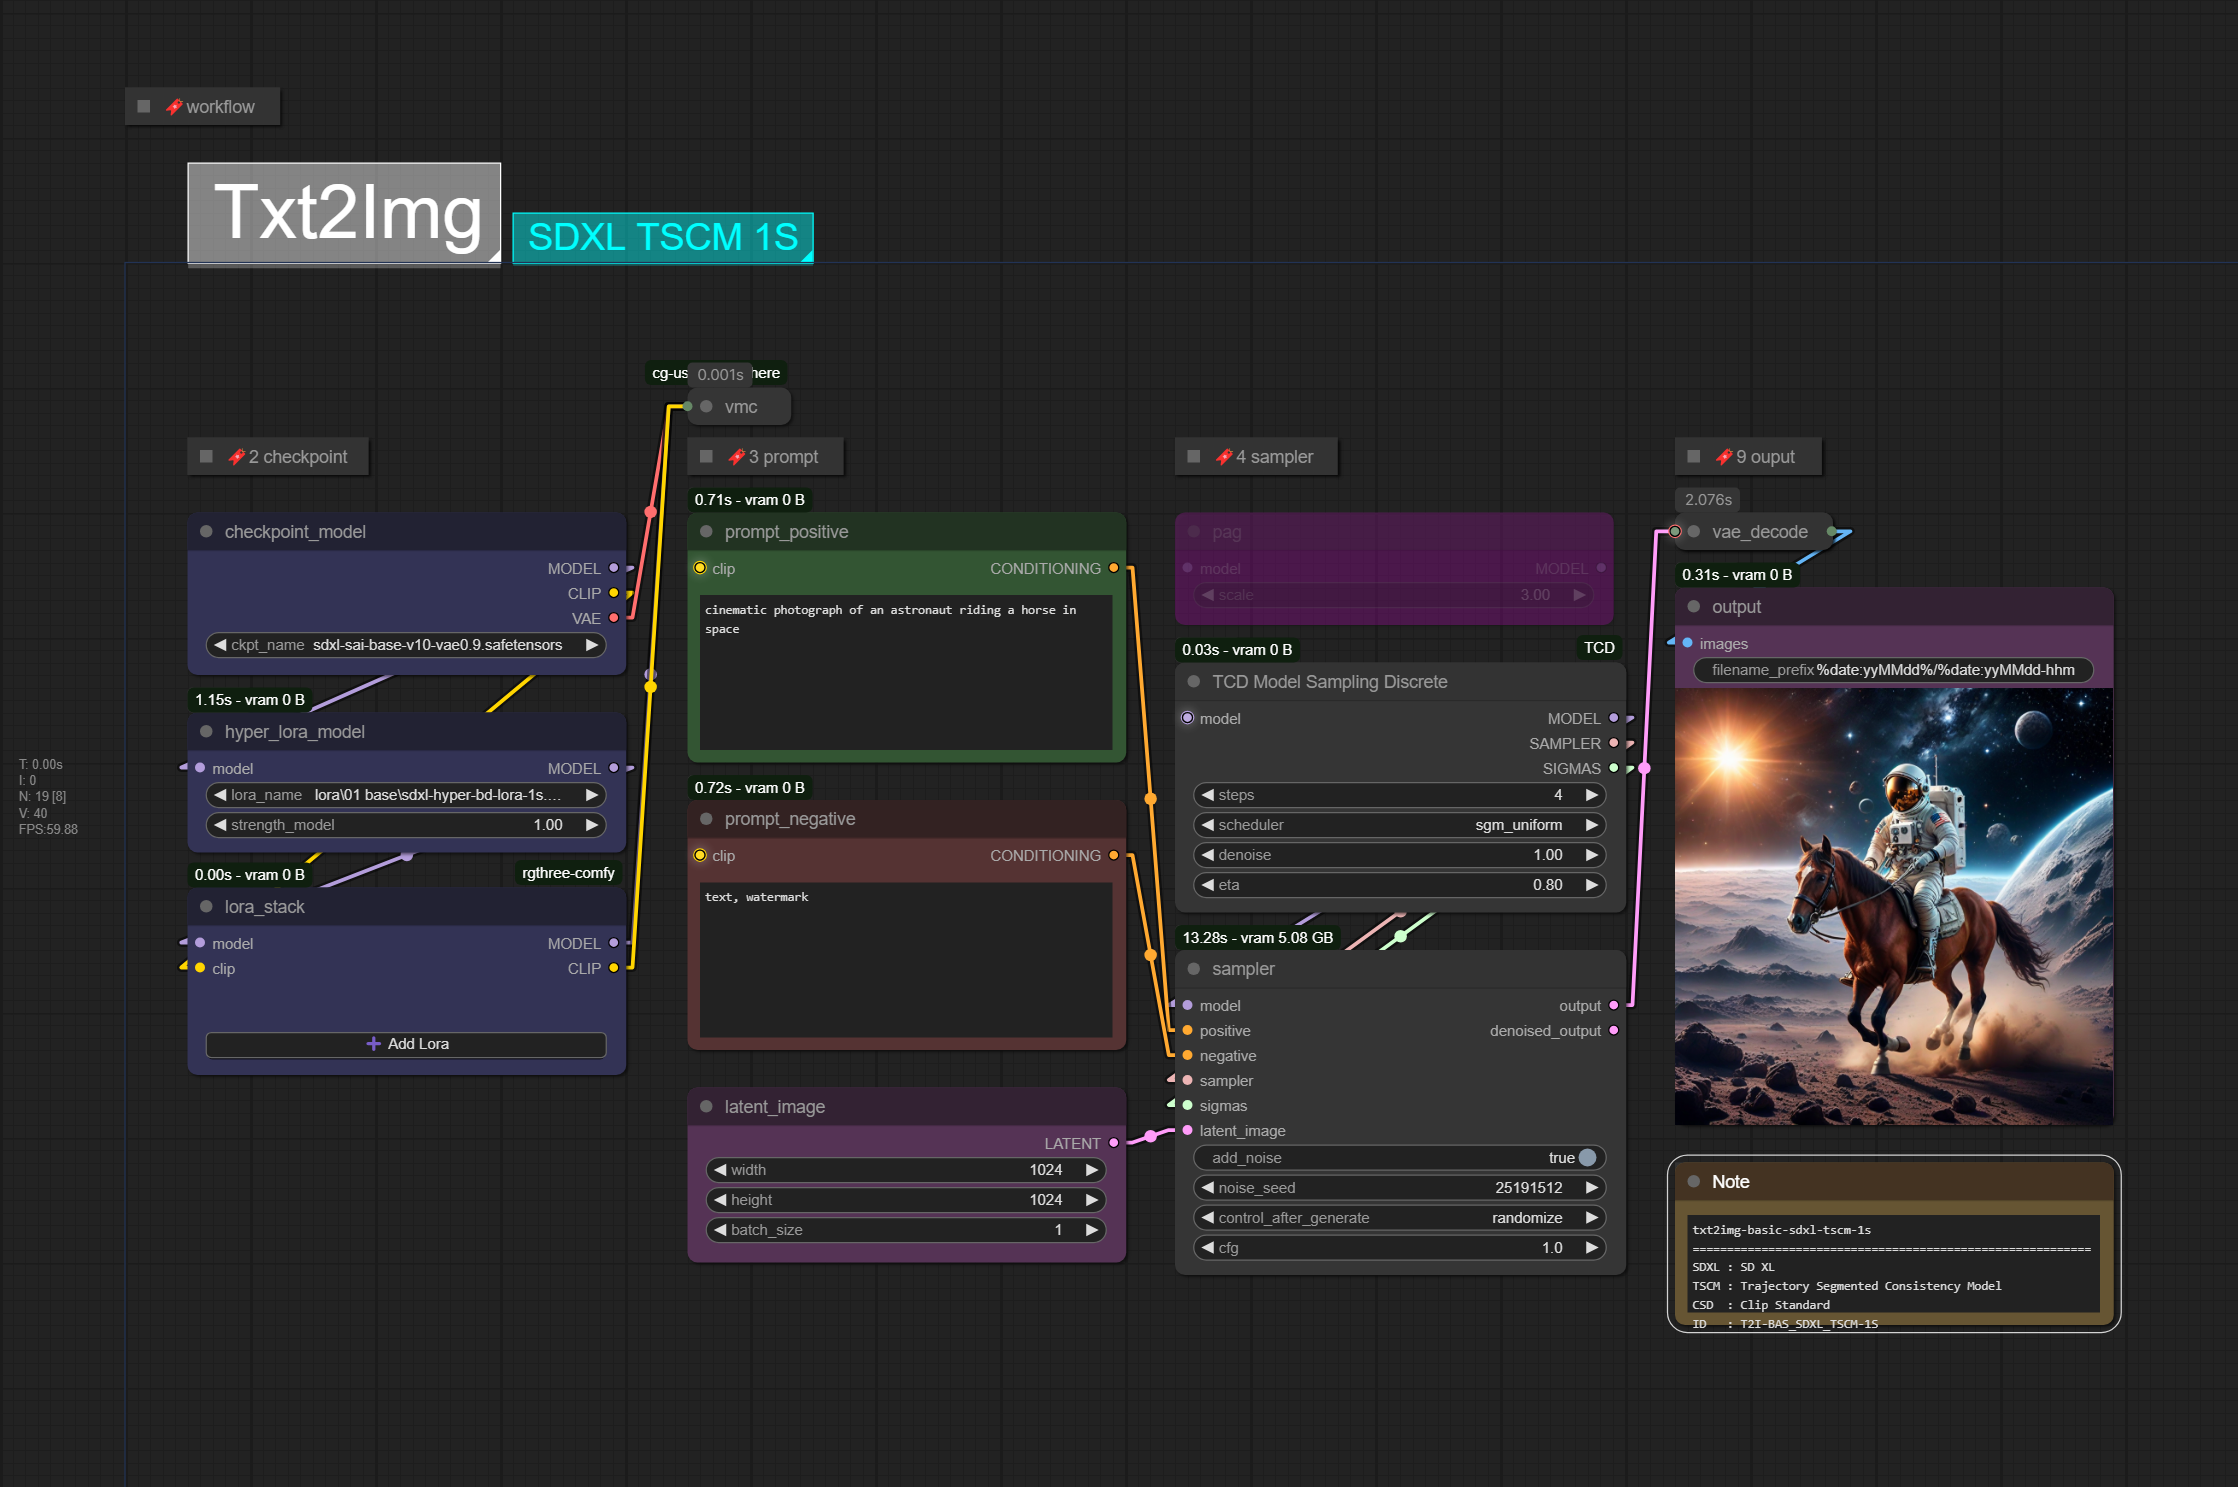 workflow
Txt2Img
SDXL TSCM 1S
cg-us
0.001s
here
vmc
2 checkpoint
checkpoint_model
MODEL
CLIP
VAE
ckpt_name sdxl-sai-base-v10-vae0.9.safetensors
1.15s - vram 0 B
hyper_lora_model
model MODEL
lora_name lora\01 base\sdxl-hyper-bd-lora-1s....
strength_model 1.00
0.00s - vram 0 B
rgthree-comfy
lora_stack
model MODEL
clip CLIP
Add Lora
T: 0.00s
I: 0
N: 19 [8]
V: 40
FPS:59.88
3 prompt
0.71s - vram 0 B
prompt_positive
clip CONDITIONING
cinematic photograph of an astronaut riding a horse in
space
0.72s - vram 0 B
prompt_negative
clip CONDITIONING
text, watermark
latent_image
LATENT
width 1024
height 1024
batch_size 1
4 sampler
pag
model MODEL
scale 3.00
0.03s - vram 0 B
TCD
TCD Model Sampling Discrete
model MODEL
SAMPLER
SIGMAS
steps 4
scheduler sgm_uniform
denoise 1.00
eta 0.80
13.28s - vram 5.08 GB
sampler
model output
positive denoised_output
negative
sampler
sigmas
latent_image
add_noise true
noise_seed 25191512
control_after_generate randomize
cfg 1.0
9 ouput
2.076s
vae_decode
0.31s - vram 0 B
output
images
filename_prefix %date:yyMMdd%/%date:yyMMdd-hhm
Note
txt2img-basic-sdxl-tscm-1s
==========================================================
SDXL : SD XL
TSCM : Trajectory Segmented Consistency Model
CSD : Clip Standard
ID : T2I-BAS_SDXL_TSCM-1S